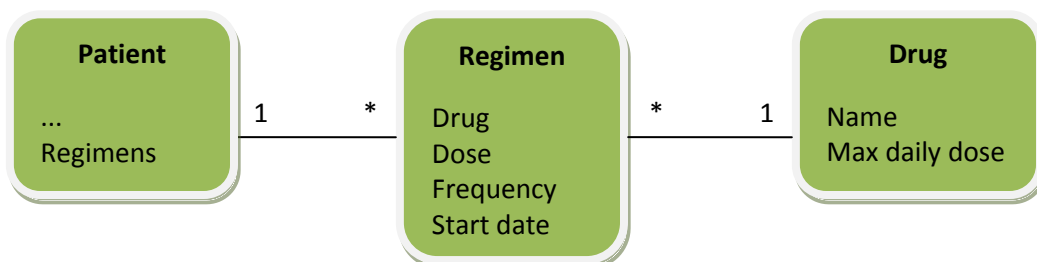 Patient
...
Regimens
1 *
Regimen
Drug
Dose
Frequency
Start date
* 1
Drug
Name
Max daily dose